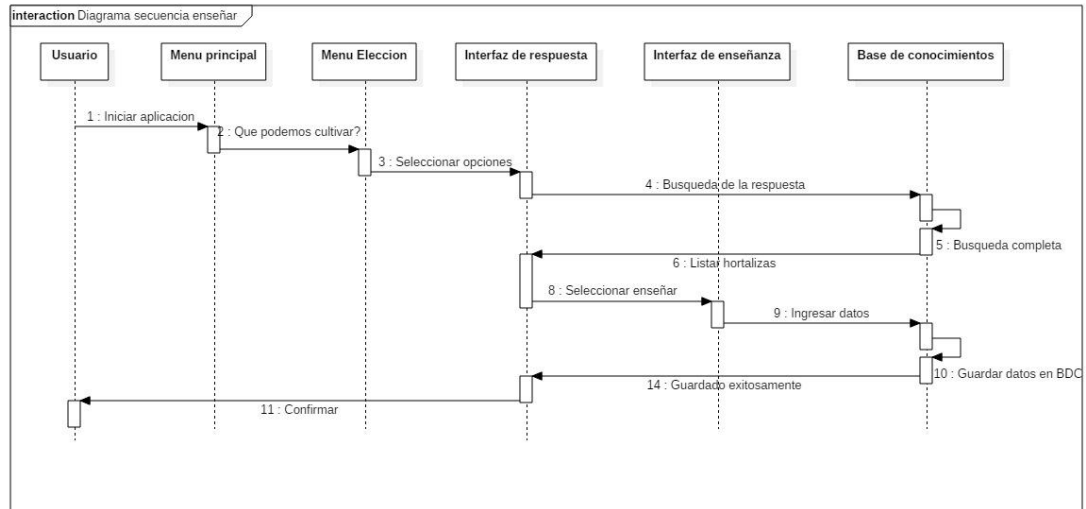 interaction Diagrama secuencia enseñar
Usuario
Menu principal
Menu Eleccion
Interfaz de respuesta
Interfaz de enseñanza
Base de conocimientos
1 : Iniciar aplicacion
2 : Que podemos cultivar?
3 : Seleccionar opciones
4 : Busqueda de la respuesta
5 : Busqueda completa
6 : Listar hortalizas
8 : Seleccionar enseñar
9 : Ingresar datos
10 : Guardar datos en BDC
14 : Guardado exitosamente
11 : Confirmar